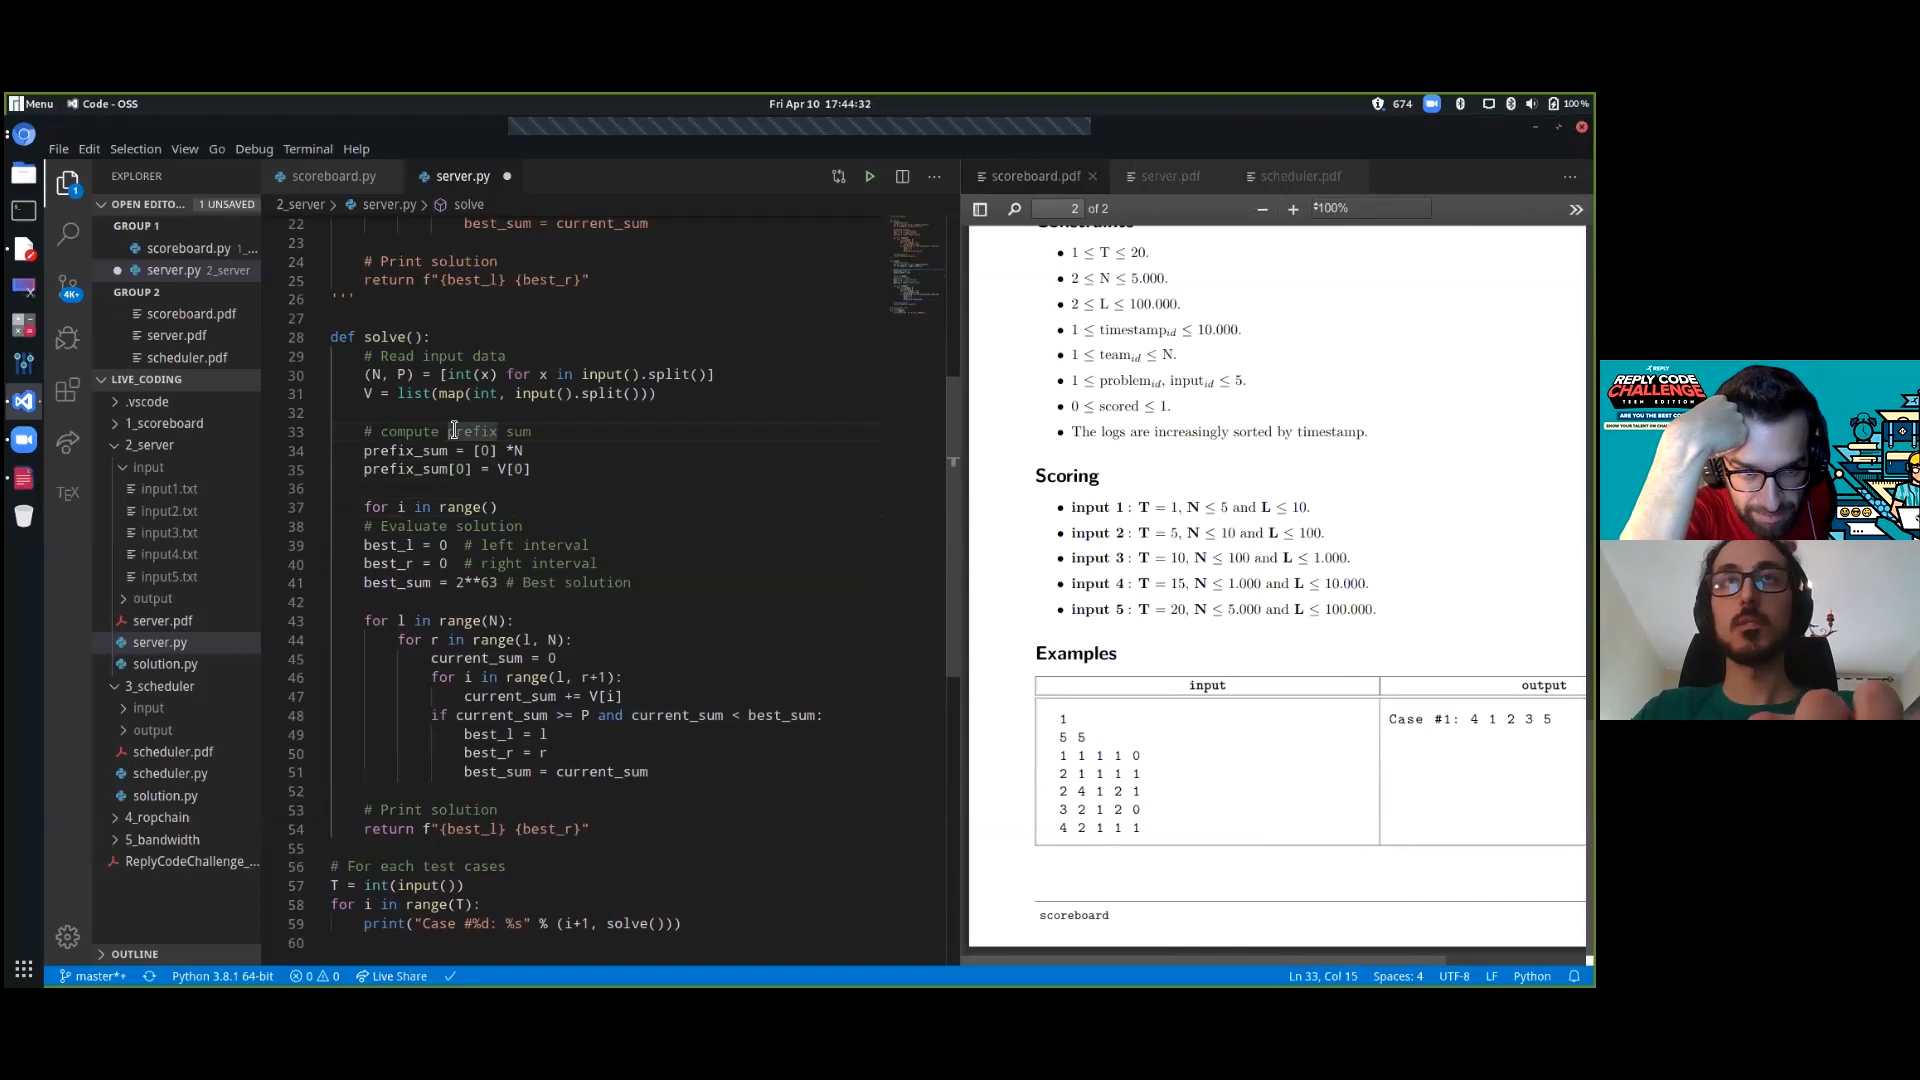 Menu Code - OSS
Fri Apr 10 17:44:32
674
100 %
File Edit Selection View Go Debug Terminal Help
EXPLORER
OPEN EDITO... 1 UNSAVED
GROUP 1
scoreboard.py 1_...
server.py 2_server
GROUP 2
scoreboard.pdf
server.pdf
scheduler.pdf
LIVE_CODING
.vscode
1_scoreboard
2_server
input
input1.txt
input2.txt
input3.txt
input4.txt
input5.txt
output
server.pdf
server.py
solution.py
3_scheduler
input
output
scheduler.pdf
scheduler.py
solution.py
4_ropchain
5_bandwidth
ReplyCodeChallenge_...
OUTLINE
1
4K+
TEX
scoreboard.py
server.py
2_server > server.py > solve
22 best_sum = current_sum
23
24 # Print solution
25 return f"{best_l} {best_r}"
26 '''
27
28 def solve():
29 # Read input data
30 (N, P) = [int(x) for x in input().split()]
31 V = list(map(int, input().split()))
32
33 # compute prefix sum
34 prefix_sum = [0] *N
35 prefix_sum[0] = V[0]
36
37 for i in range()
38 # Evaluate solution
39 best_l = 0 # left interval
40 best_r = 0 # right interval
41 best_sum = 2**63 # Best solution
42
43 for l in range(N):
44 for r in range(l, N):
45 current_sum = 0
46 for i in range(l, r+1):
47 current_sum += V[i]
48 if current_sum >= P and current_sum < best_sum:
49 best_l = l
50 best_r = r
51 best_sum = current_sum
52
53 # Print solution
54 return f"{best_l} {best_r}"
55
56 # For each test cases
57 T = int(input())
58 for i in range(T):
59 print("Case #%d: %s" % (i+1, solve()))
60
scoreboard.pdf
server.pdf
scheduler.pdf
2 of 2
100%
Constraints
• 1 ≤ T ≤ 20.
• 2 ≤ N ≤ 5.000.
• 2 ≤ L ≤ 100.000.
• 1 ≤ timestamp_id ≤ 10.000.
• 1 ≤ team_id ≤ N.
• 1 ≤ problem_id, input_id ≤ 5.
• 0 ≤ scored ≤ 1.
• The logs are increasingly sorted by timestamp.
Scoring
• input 1 : T = 1, N ≤ 5 and L ≤ 10.
• input 2 : T = 5, N ≤ 10 and L ≤ 100.
• input 3 : T = 10, N ≤ 100 and L ≤ 1.000.
• input 4 : T = 15, N ≤ 1.000 and L ≤ 10.000.
• input 5 : T = 20, N ≤ 5.000 and L ≤ 100.000.
Examples
input output
1
5 5
1 1 1 1 0
2 1 1 1 1
2 4 1 2 1
3 2 1 2 0
4 2 1 1 1
Case #1: 4 1 2 3 5
scoreboard
master*+ Python 3.8.1 64-bit 0 0 Live Share
Ln 33, Col 15 Spaces: 4 UTF-8 LF Python
REPLY
REPLY CODE
CHALLENGE
TEEN EDITION